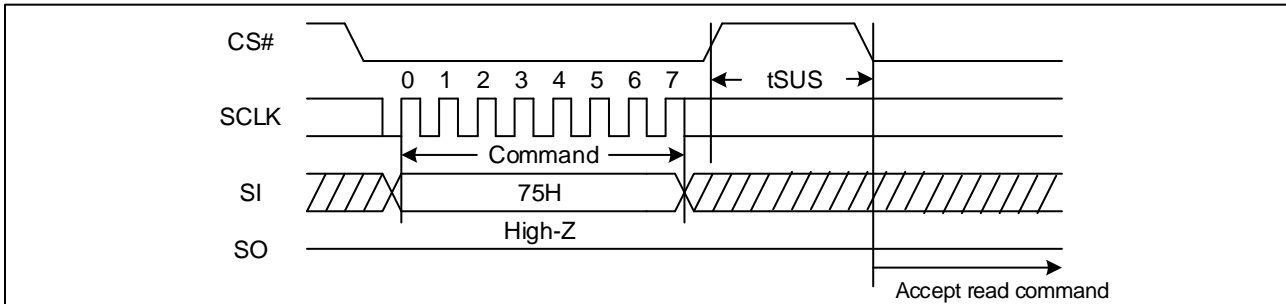 CS#
tSUS
0 1 2 3 4 5 6 7
SCLK
Command
SI
75H
High-Z
SO
Accept read command